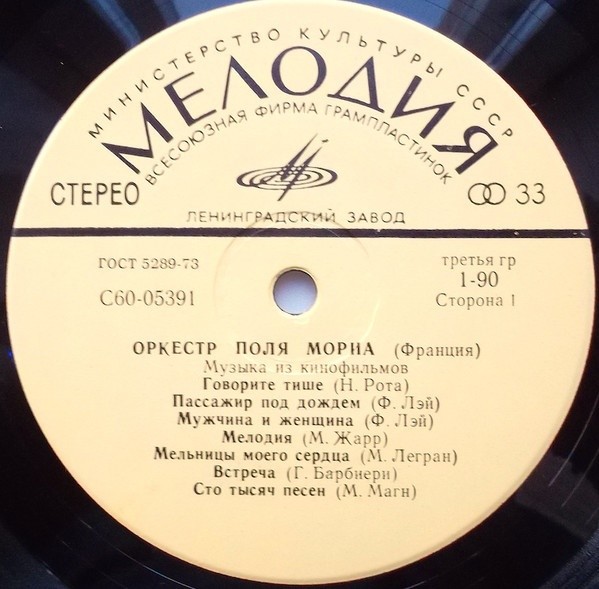 МИНИСТЕРСТВО КУЛЬТУРЫ СССР
МЕЛОДИЯ
ВСЕСОЮЗНАЯ ФИРМА ГРАМПЛАСТИНОК
СТЕРЕО 33
ЛЕНИНГРАДСКИЙ ЗАВОД
ГОСТ 5289-73 третья гр
1-90
С60-05391 Сторона 1
ОРКЕСТР ПОЛЯ МОРИА (Франция)
Музыка из кинофильмов
Говорите тише (Н. Рота)
Пассажир под дождем (Ф. Лэй)
Мужчина и женщина (Ф. Лэй)
Мелодия (М. Жарр)
Мельницы моего сердца (М. Легран)
Встреча (Г. Барбиери)
Сто тысяч песен (М. Магн)